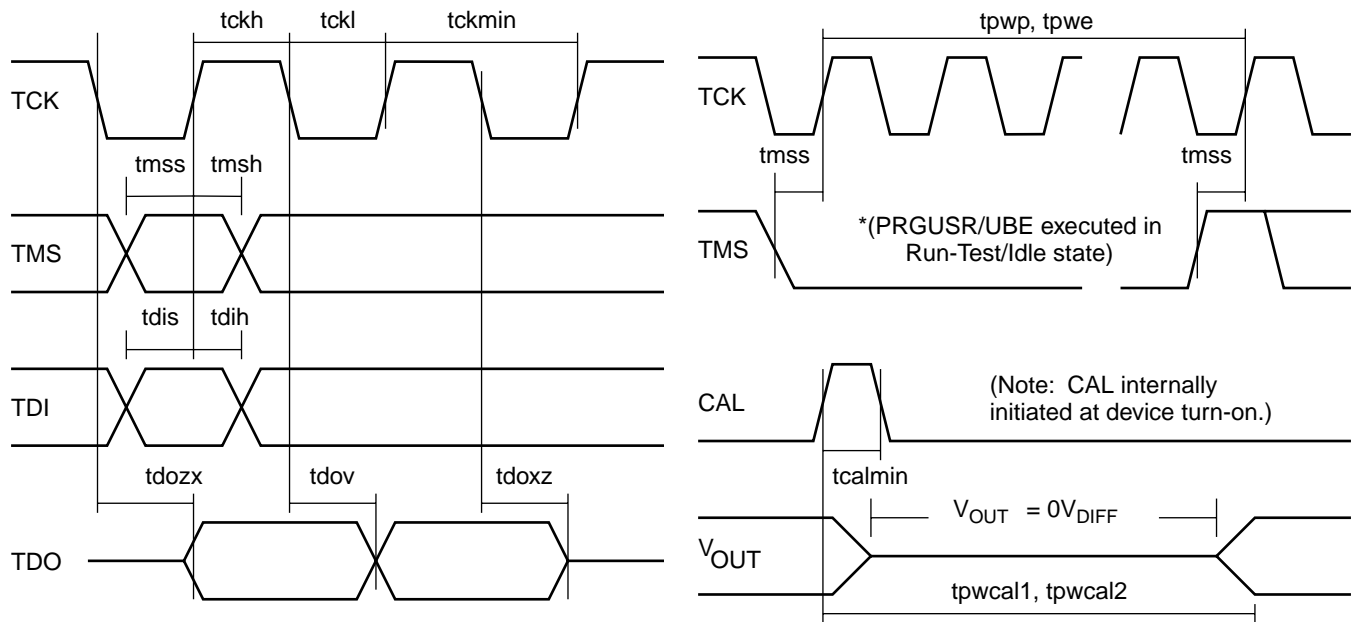 tckh tckl tckmin
TCK
tmss tmsh
TMS
tdis tdih
TDI
tdozx tdov tdoxz
TDO
tpwp, tpwe
TCK
tmss tmss
*(PRGUSR/UBE executed in
Run-Test/Idle state)
TMS
CAL
(Note: CAL internally
initiated at device turn-on.)
tcalmin
VOUT = 0VDIFF
VOUT
tpwcal1, tpwcal2